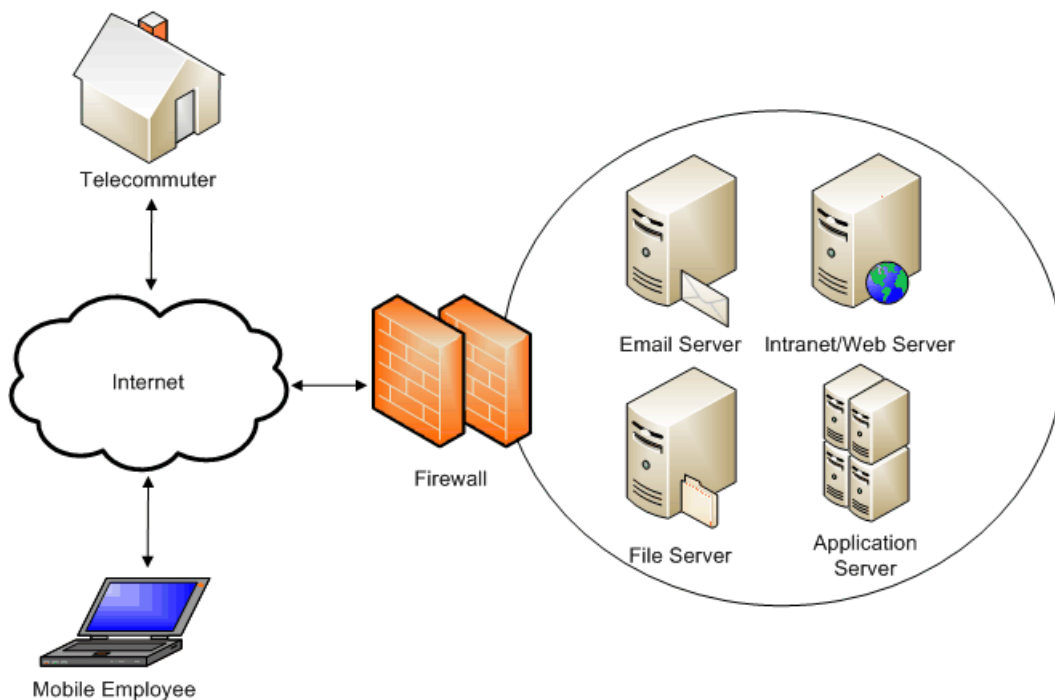 Telecommuter
Internet
Firewall
Mobile Employee
Email Server
Intranet/Web Server
File Server
Application
Server